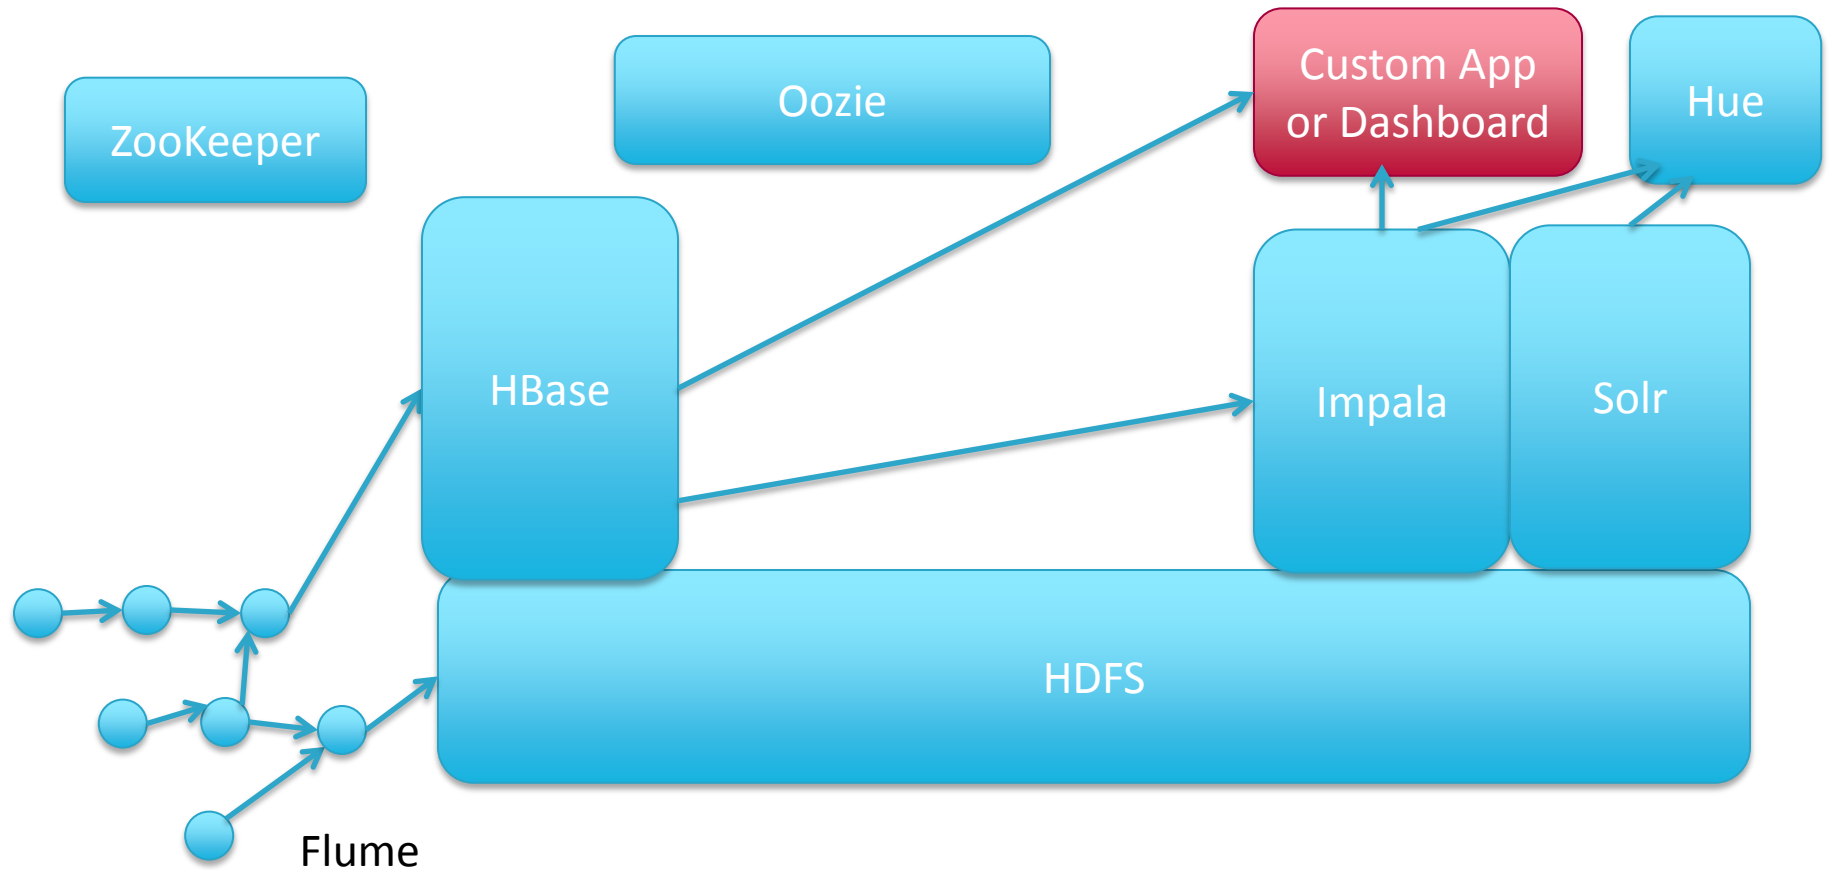 ZooKeeper
Oozie
Custom App
or Dashboard
Hue
HBase
Impala
Solr
HDFS
Flume